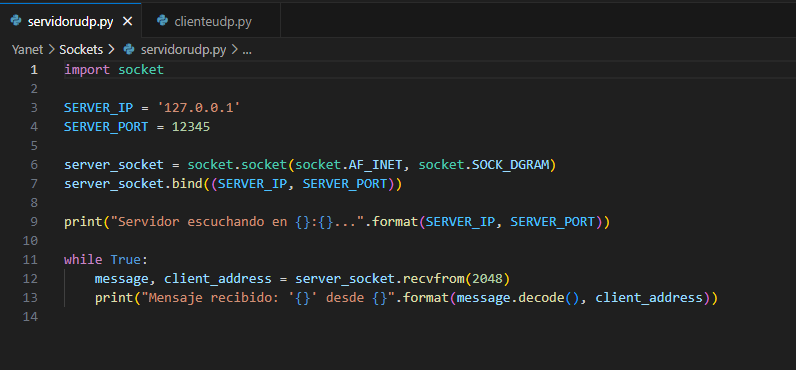 servidorudp.py × clienteudp.py
Yanet > Sockets > servidorudp.py > ...
1 import socket
2
3 SERVER_IP = '127.0.0.1'
4 SERVER_PORT = 12345
5
6 server_socket = socket.socket(socket.AF_INET, socket.SOCK_DGRAM)
7 server_socket.bind((SERVER_IP, SERVER_PORT))
8
9 print("Servidor escuchando en {}:{}...".format(SERVER_IP, SERVER_PORT))
10
11 while True:
12     message, client_address = server_socket.recvfrom(2048)
13     print("Mensaje recibido: '{}' desde {}".format(message.decode(), client_address))
14